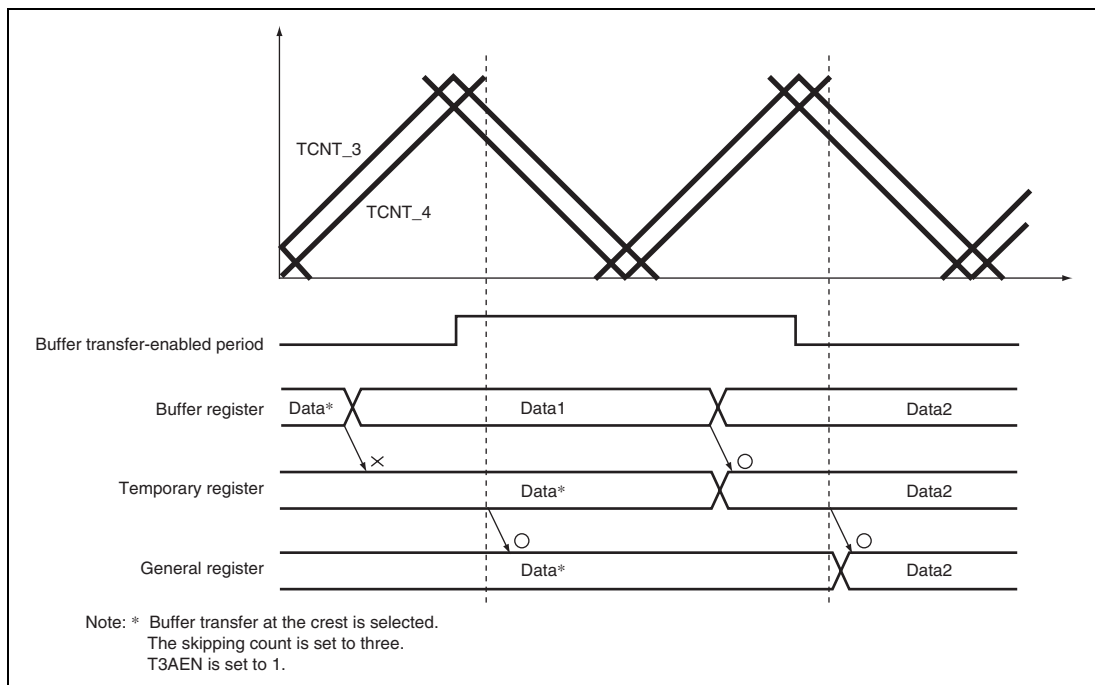 TCNT_3
TCNT_4
Buffer transfer-enabled period
Buffer register
Data*
Data1
Data2
Temporary register
Data*
Data2
General register
Data*
Data2
Note: * Buffer transfer at the crest is selected.
The skipping count is set to three.
T3AEN is set to 1.